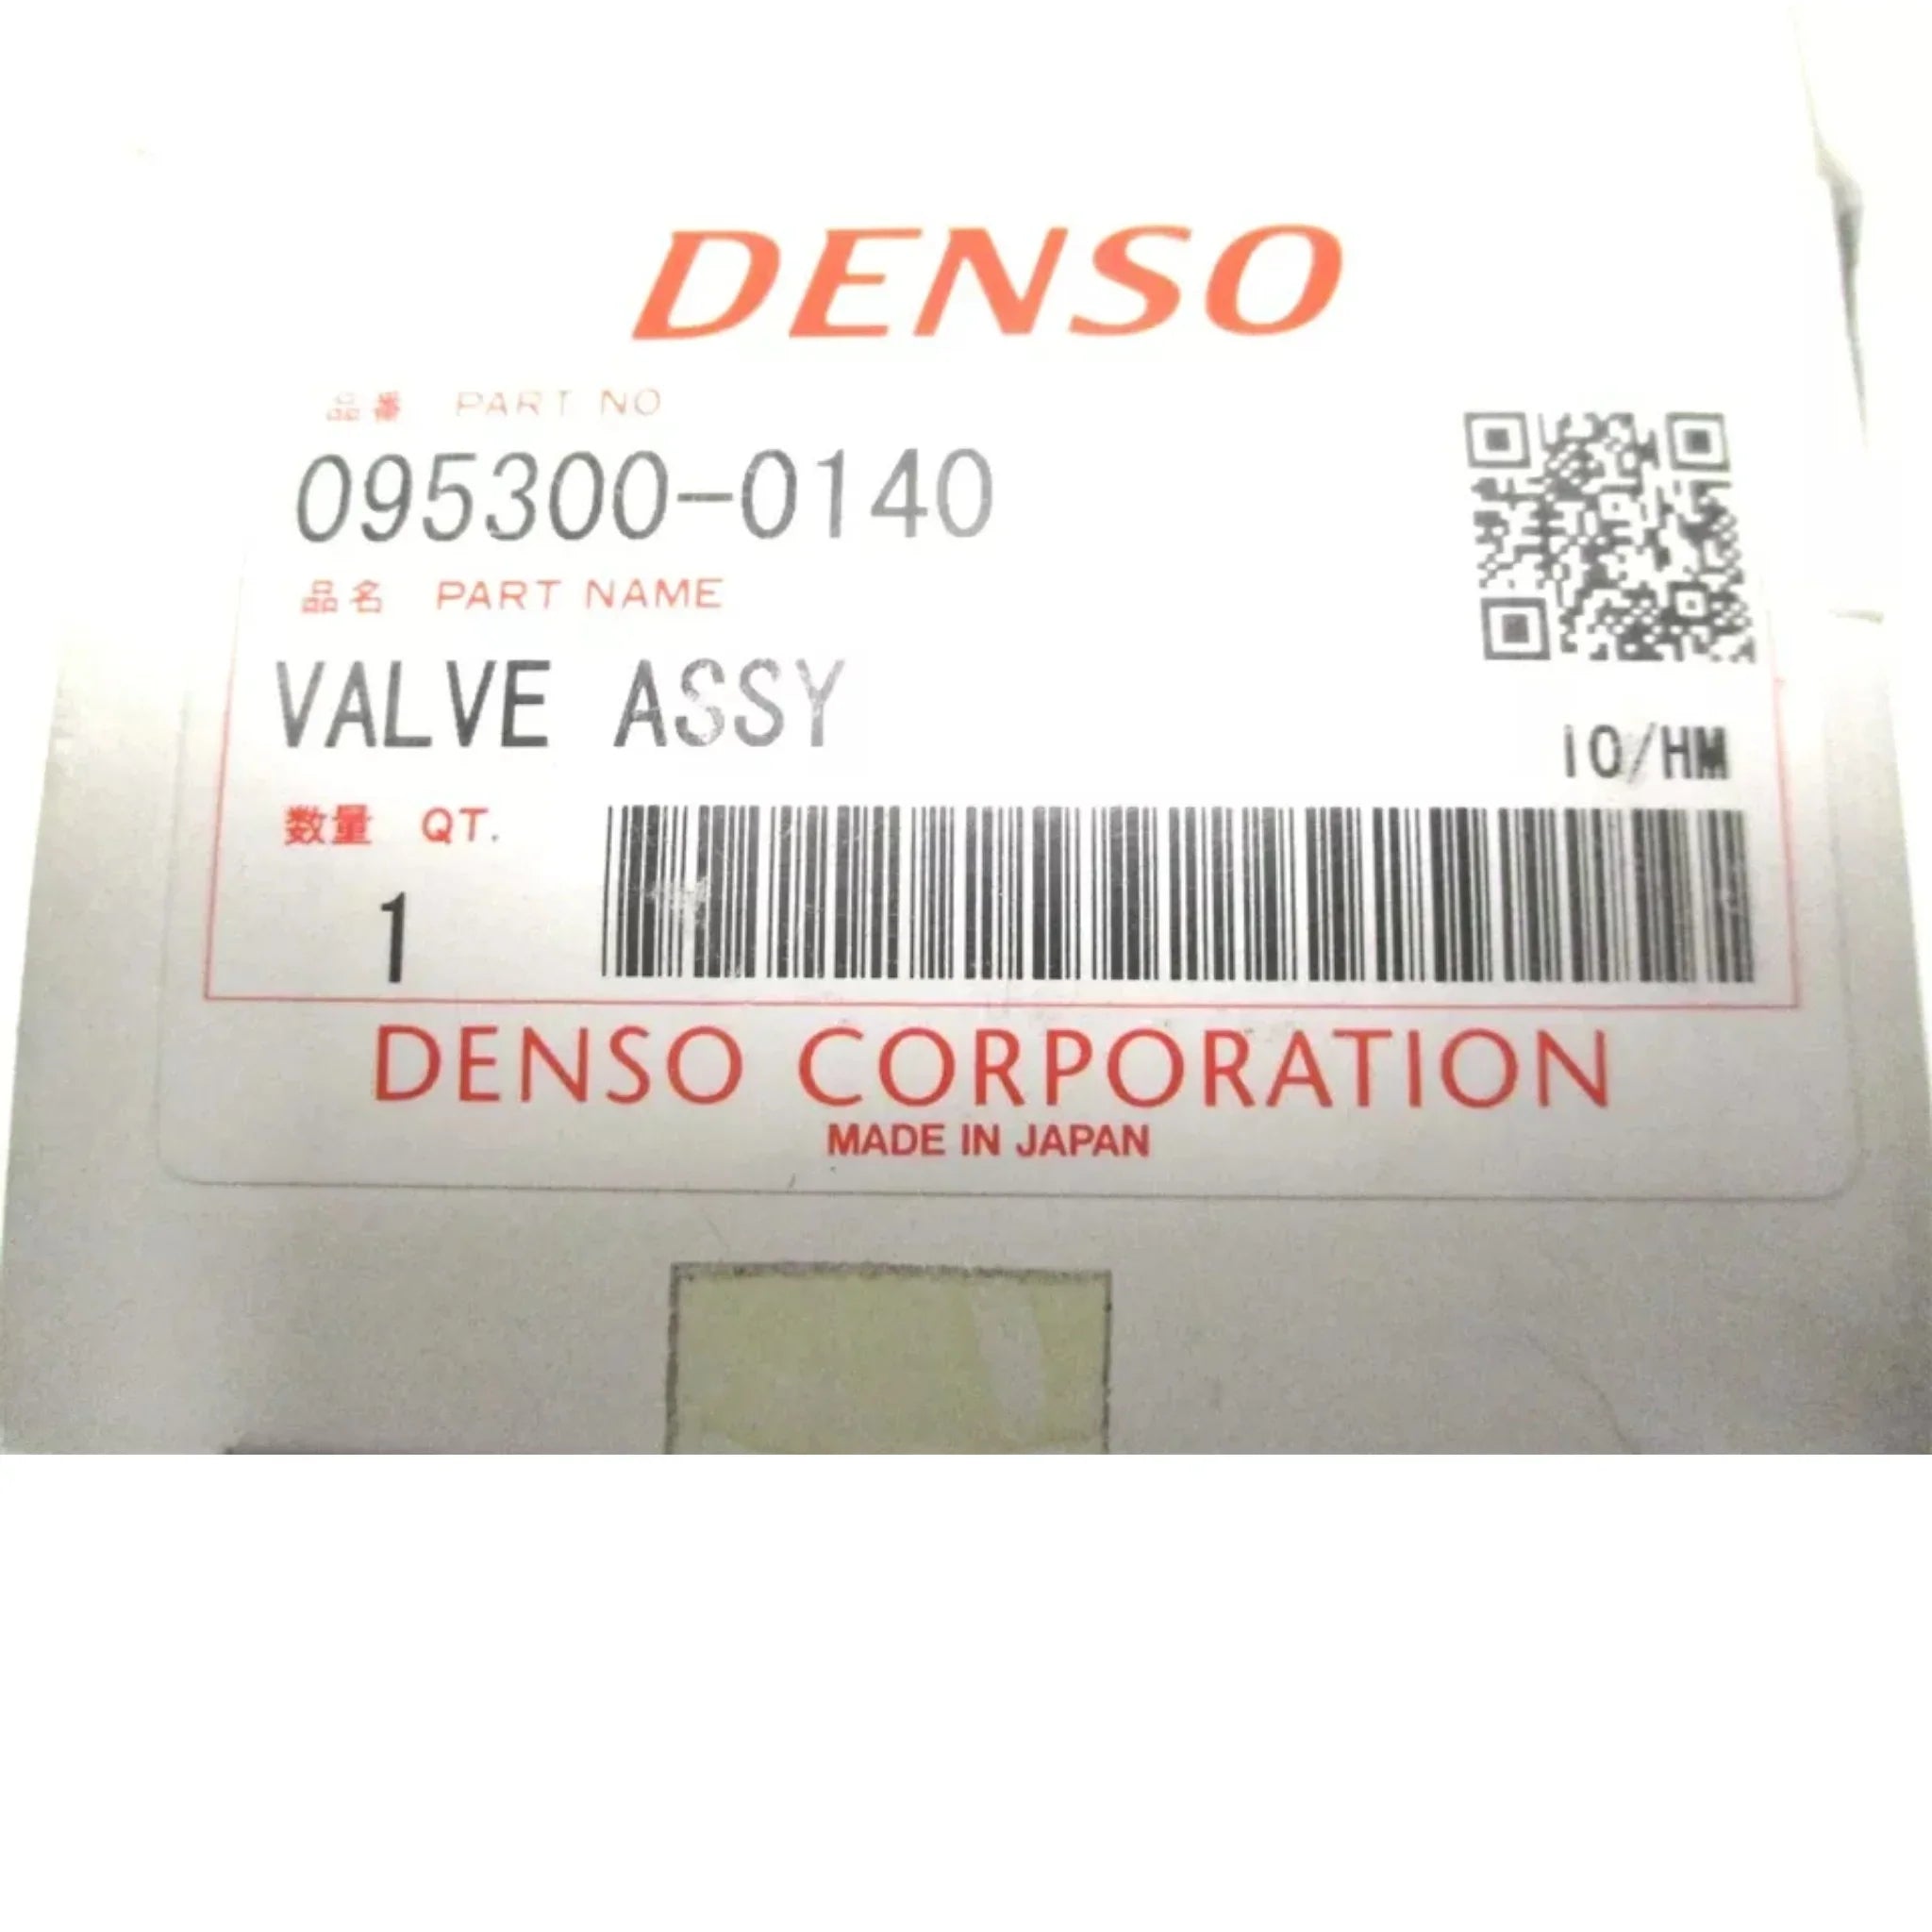 DENSO
品番 PART NO
095300-0140
品名 PART NAME
VALVE ASSY
10/HM
数量 QT.
1
DENSO CORPORATION
MADE IN JAPAN